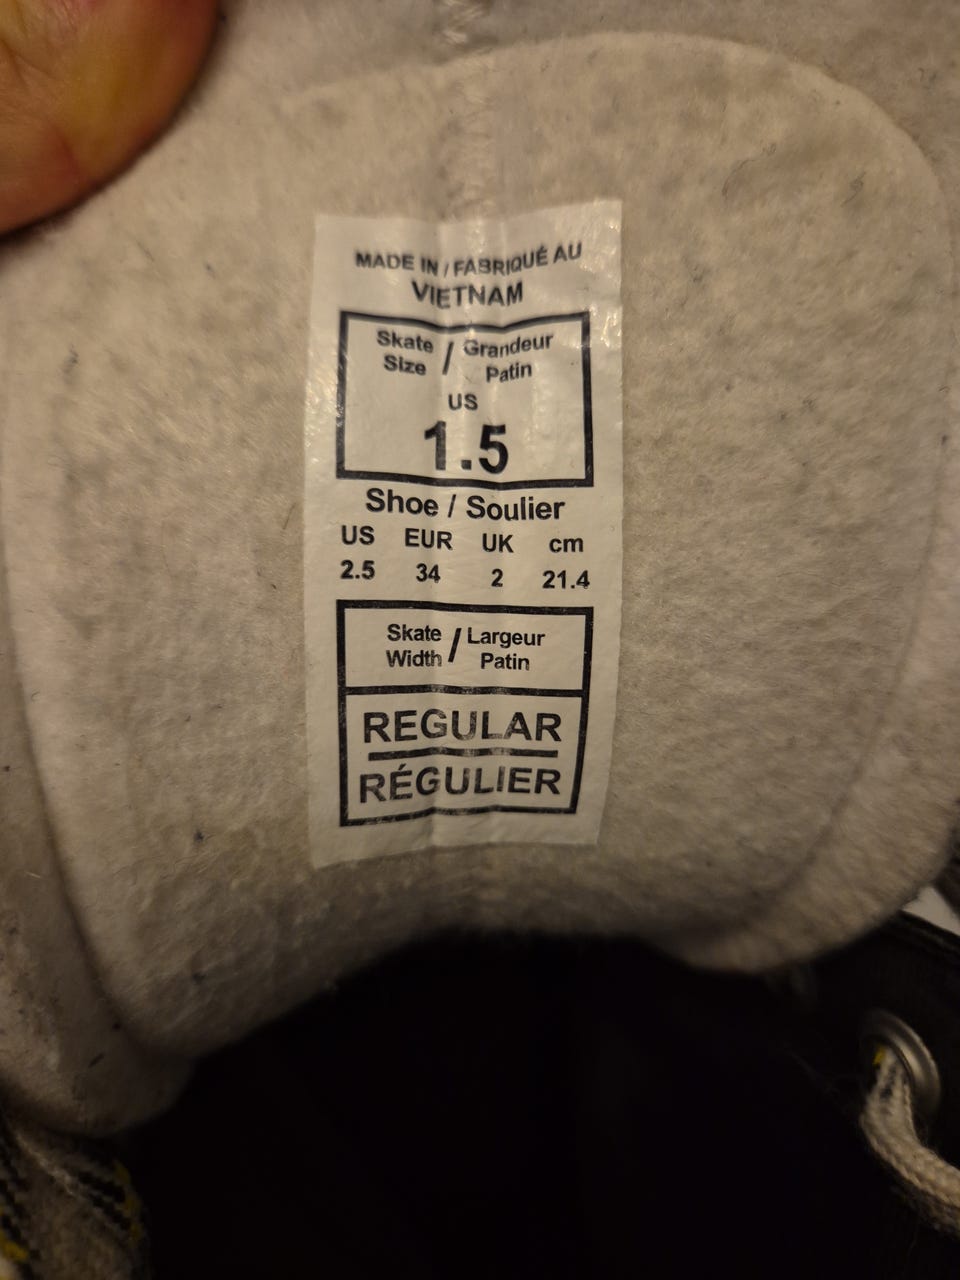 MADE IN / FABRIQUÉ AU
VIETNAM
Skate Size / Grandeur Patin
US
1.5
Shoe / Soulier
US EUR UK cm
2.5 34 2 21.4
Skate Width / Largeur Patin
REGULAR
RÉGULIER